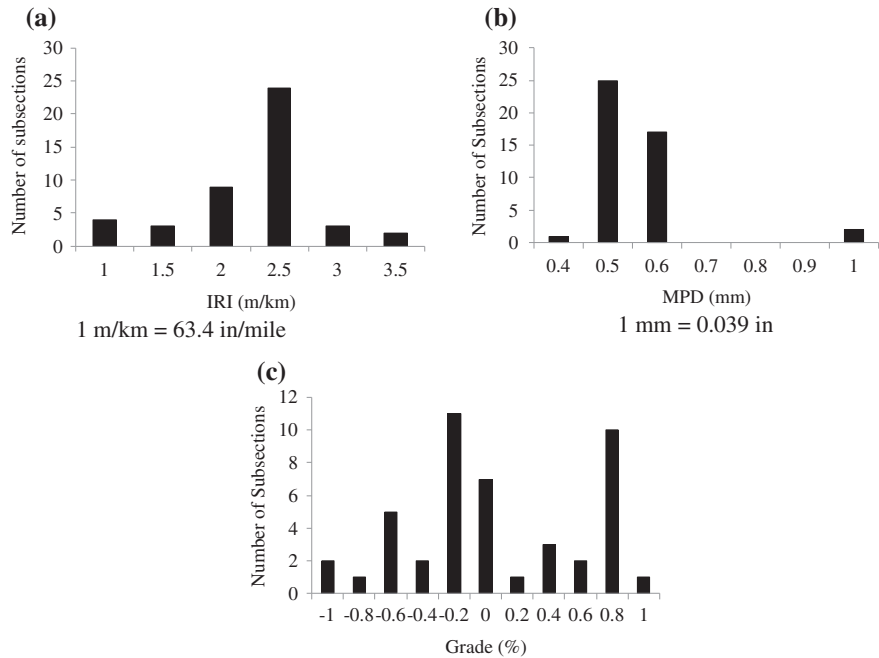 (a)
30
25
20
15
10
5
0
Number of subsections
1 1.5 2 2.5 3 3.5
IRI (m/km)
1 m/km = 63.4 in/mile
(b)
30
25
20
15
10
5
0
Number of Subsections
0.4 0.5 0.6 0.7 0.8 0.9 1
MPD (mm)
1 mm = 0.039 in
(c)
12
10
8
6
4
2
0
Number of Subsections
-1 -0.8 -0.6 -0.4 -0.2 0 0.2 0.4 0.6 0.8 1
Grade (%)